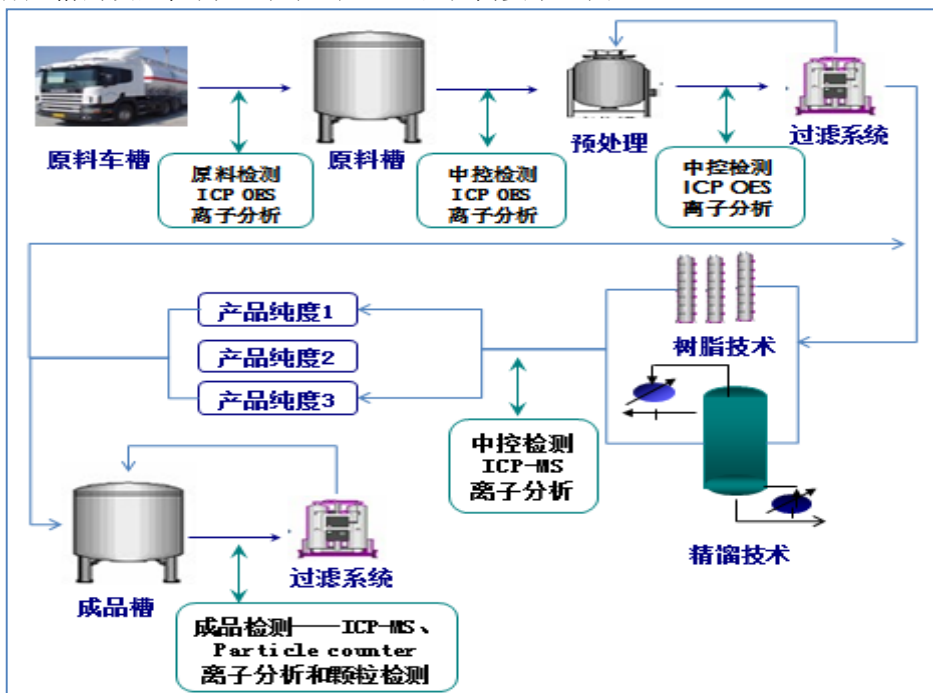 原料车槽
原料检测
ICP OES
离子分析
原料槽
中控检测
ICP OES
离子分析
预处理
中控检测
ICP OES
离子分析
过滤系统
产品纯度1
产品纯度2
产品纯度3
中控检测
ICP-MS
离子分析
树脂技术
精馏技术
成品槽
过滤系统
成品检测——ICP-MS、
Particle counter
离子分析和颗粒检测